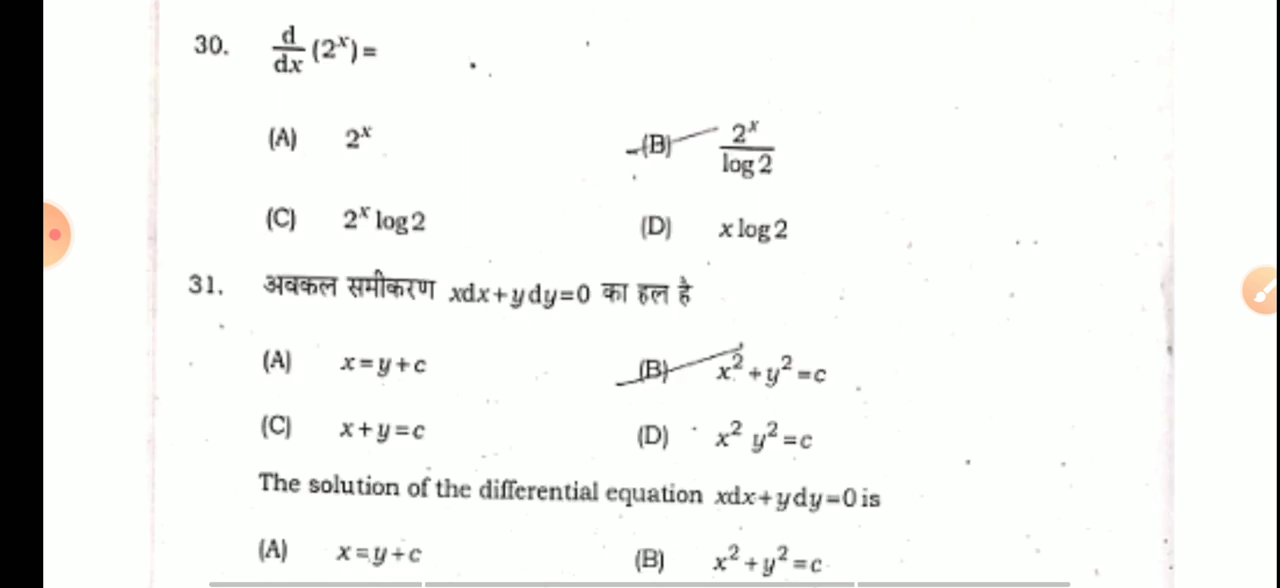 30. d/dx (2^x) =
(A) 2^x (B) 2^x/log 2
(C) 2^x log 2 (D) x log 2
31. अवकल समीकरण xdx+ydy=0 का हल है
(A) x=y+c (B) x^2+y^2=c
(C) x+y=c (D) x^2 y^2=c
The solution of the differential equation xdx+ydy=0 is
(A) x=y+c (B) x^2+y^2=c